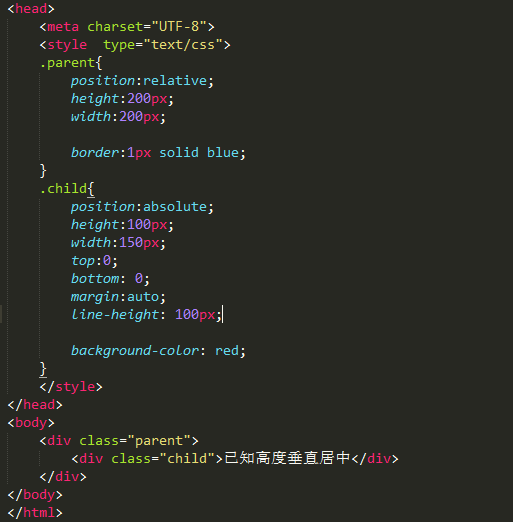 <head>
    <meta charset="UTF-8">
    <style  type="text/css">
    .parent{
        position:relative;
        height:200px;
        width:200px;

        border:1px solid blue;
    }
    .child{
        position:absolute;
        height:100px;
        width:150px;
        top:0;
        bottom: 0;
        margin:auto;
        line-height: 100px;

        background-color: red;
    }
    </style>
</head>
<body>
    <div class="parent">
        <div class="child">已知高度垂直居中</div>
    </div>
</body>
</html>